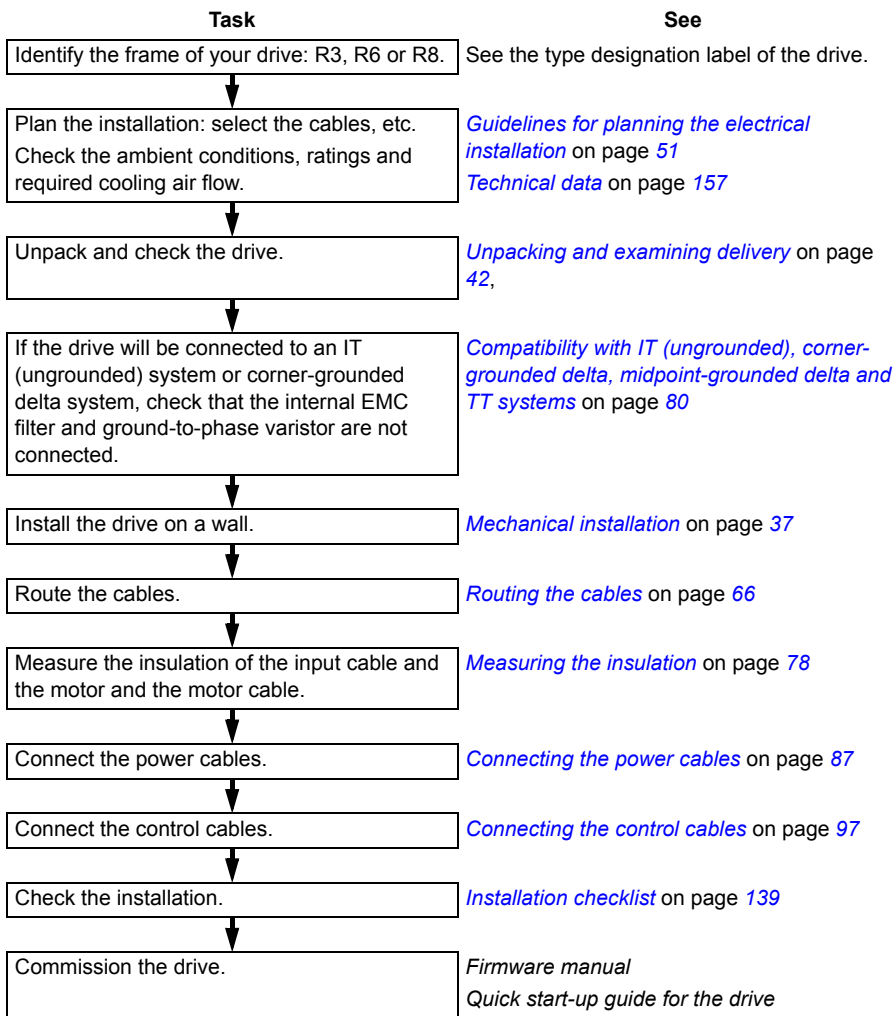 Task
See
Identify the frame of your drive: R3, R6 or R8.
See the type designation label of the drive.
Plan the installation: select the cables, etc.
Check the ambient conditions, ratings and
required cooling air flow.
Guidelines for planning the electrical
installation on page 51
Technical data on page 157
Unpack and check the drive.
Unpacking and examining delivery on page
42,
If the drive will be connected to an IT
(ungrounded) system or corner-grounded
delta system, check that the internal EMC
filter and ground-to-phase varistor are not
connected.
Compatibility with IT (ungrounded), corner-
grounded delta, midpoint-grounded delta and
TT systems on page 80
Install the drive on a wall.
Mechanical installation on page 37
Route the cables.
Routing the cables on page 66
Measure the insulation of the input cable and
the motor and the motor cable.
Measuring the insulation on page 78
Connect the power cables.
Connecting the power cables on page 87
Connect the control cables.
Connecting the control cables on page 97
Check the installation.
Installation checklist on page 139
Commission the drive.
Firmware manual
Quick start-up guide for the drive